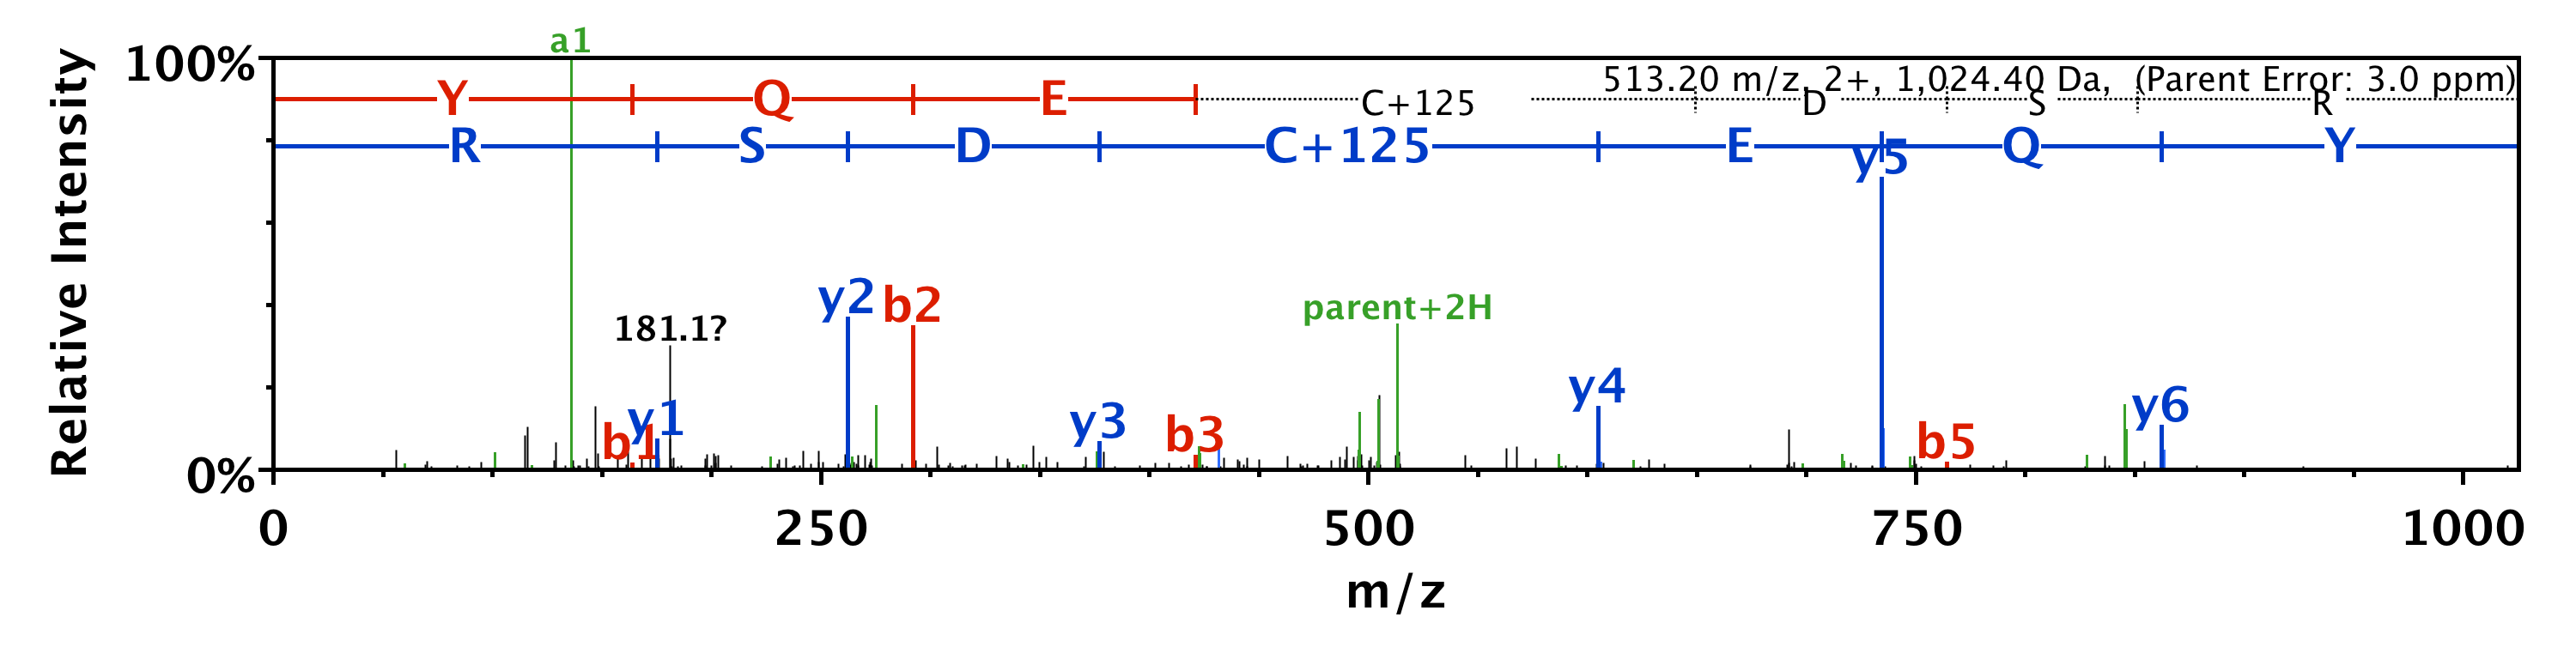 a1
100%
513.20 m/z, 2+, 1,024.40 Da, (Parent Error: 3.0 ppm)
Y Q E C+125 D S R
R S D C+125 E Q Y
y5
y2 b2
parent+2H
181.1?
y4
y6
y1 y3
b1 b3 b5
0%
0 250 500 750 1000
m/z
Relative Intensity